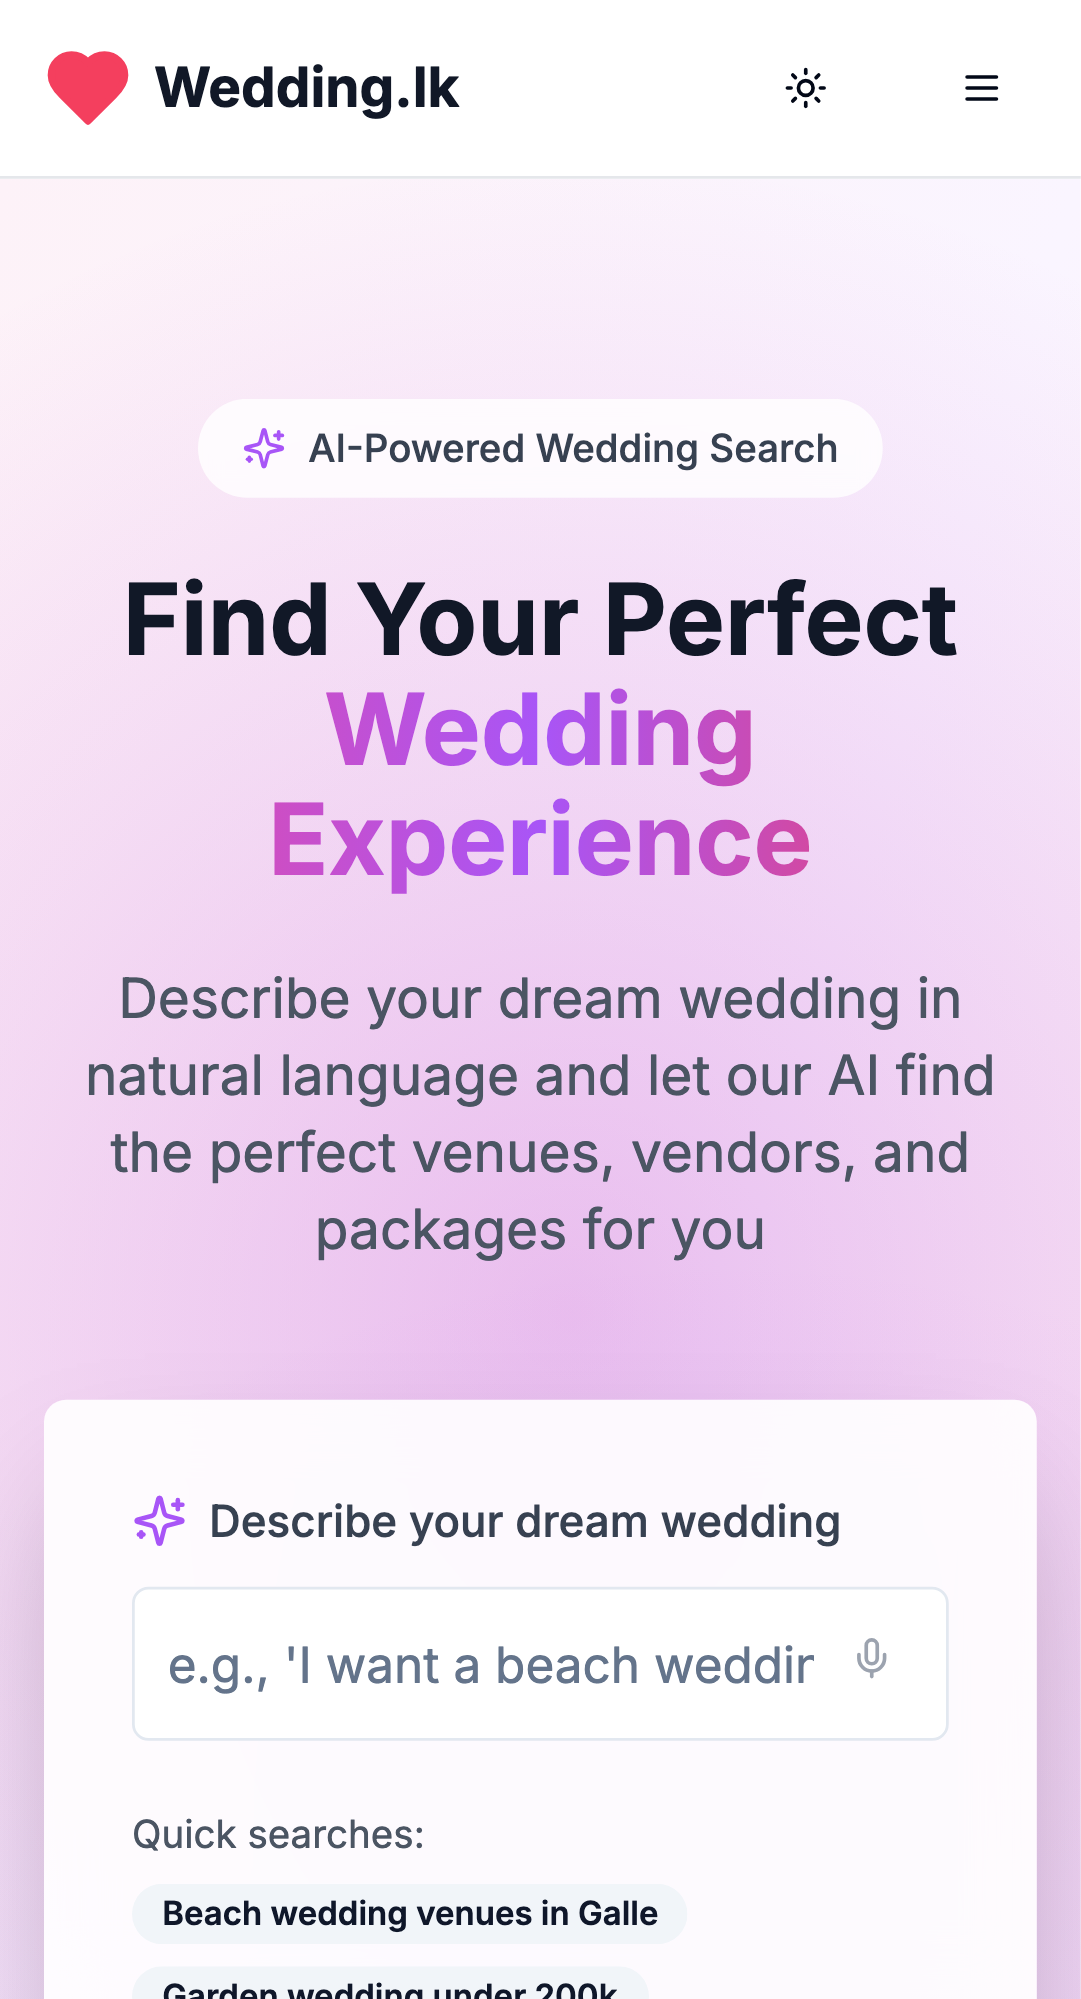 Wedding.lk
AI-Powered Wedding Search
Find Your Perfect
Wedding
Experience
Describe your dream wedding in
natural language and let our AI find
the perfect venues, vendors, and
packages for you
Describe your dream wedding
e.g., 'I want a beach weddin
Quick searches:
Beach wedding venues in Galle
Garden wedding under 200k